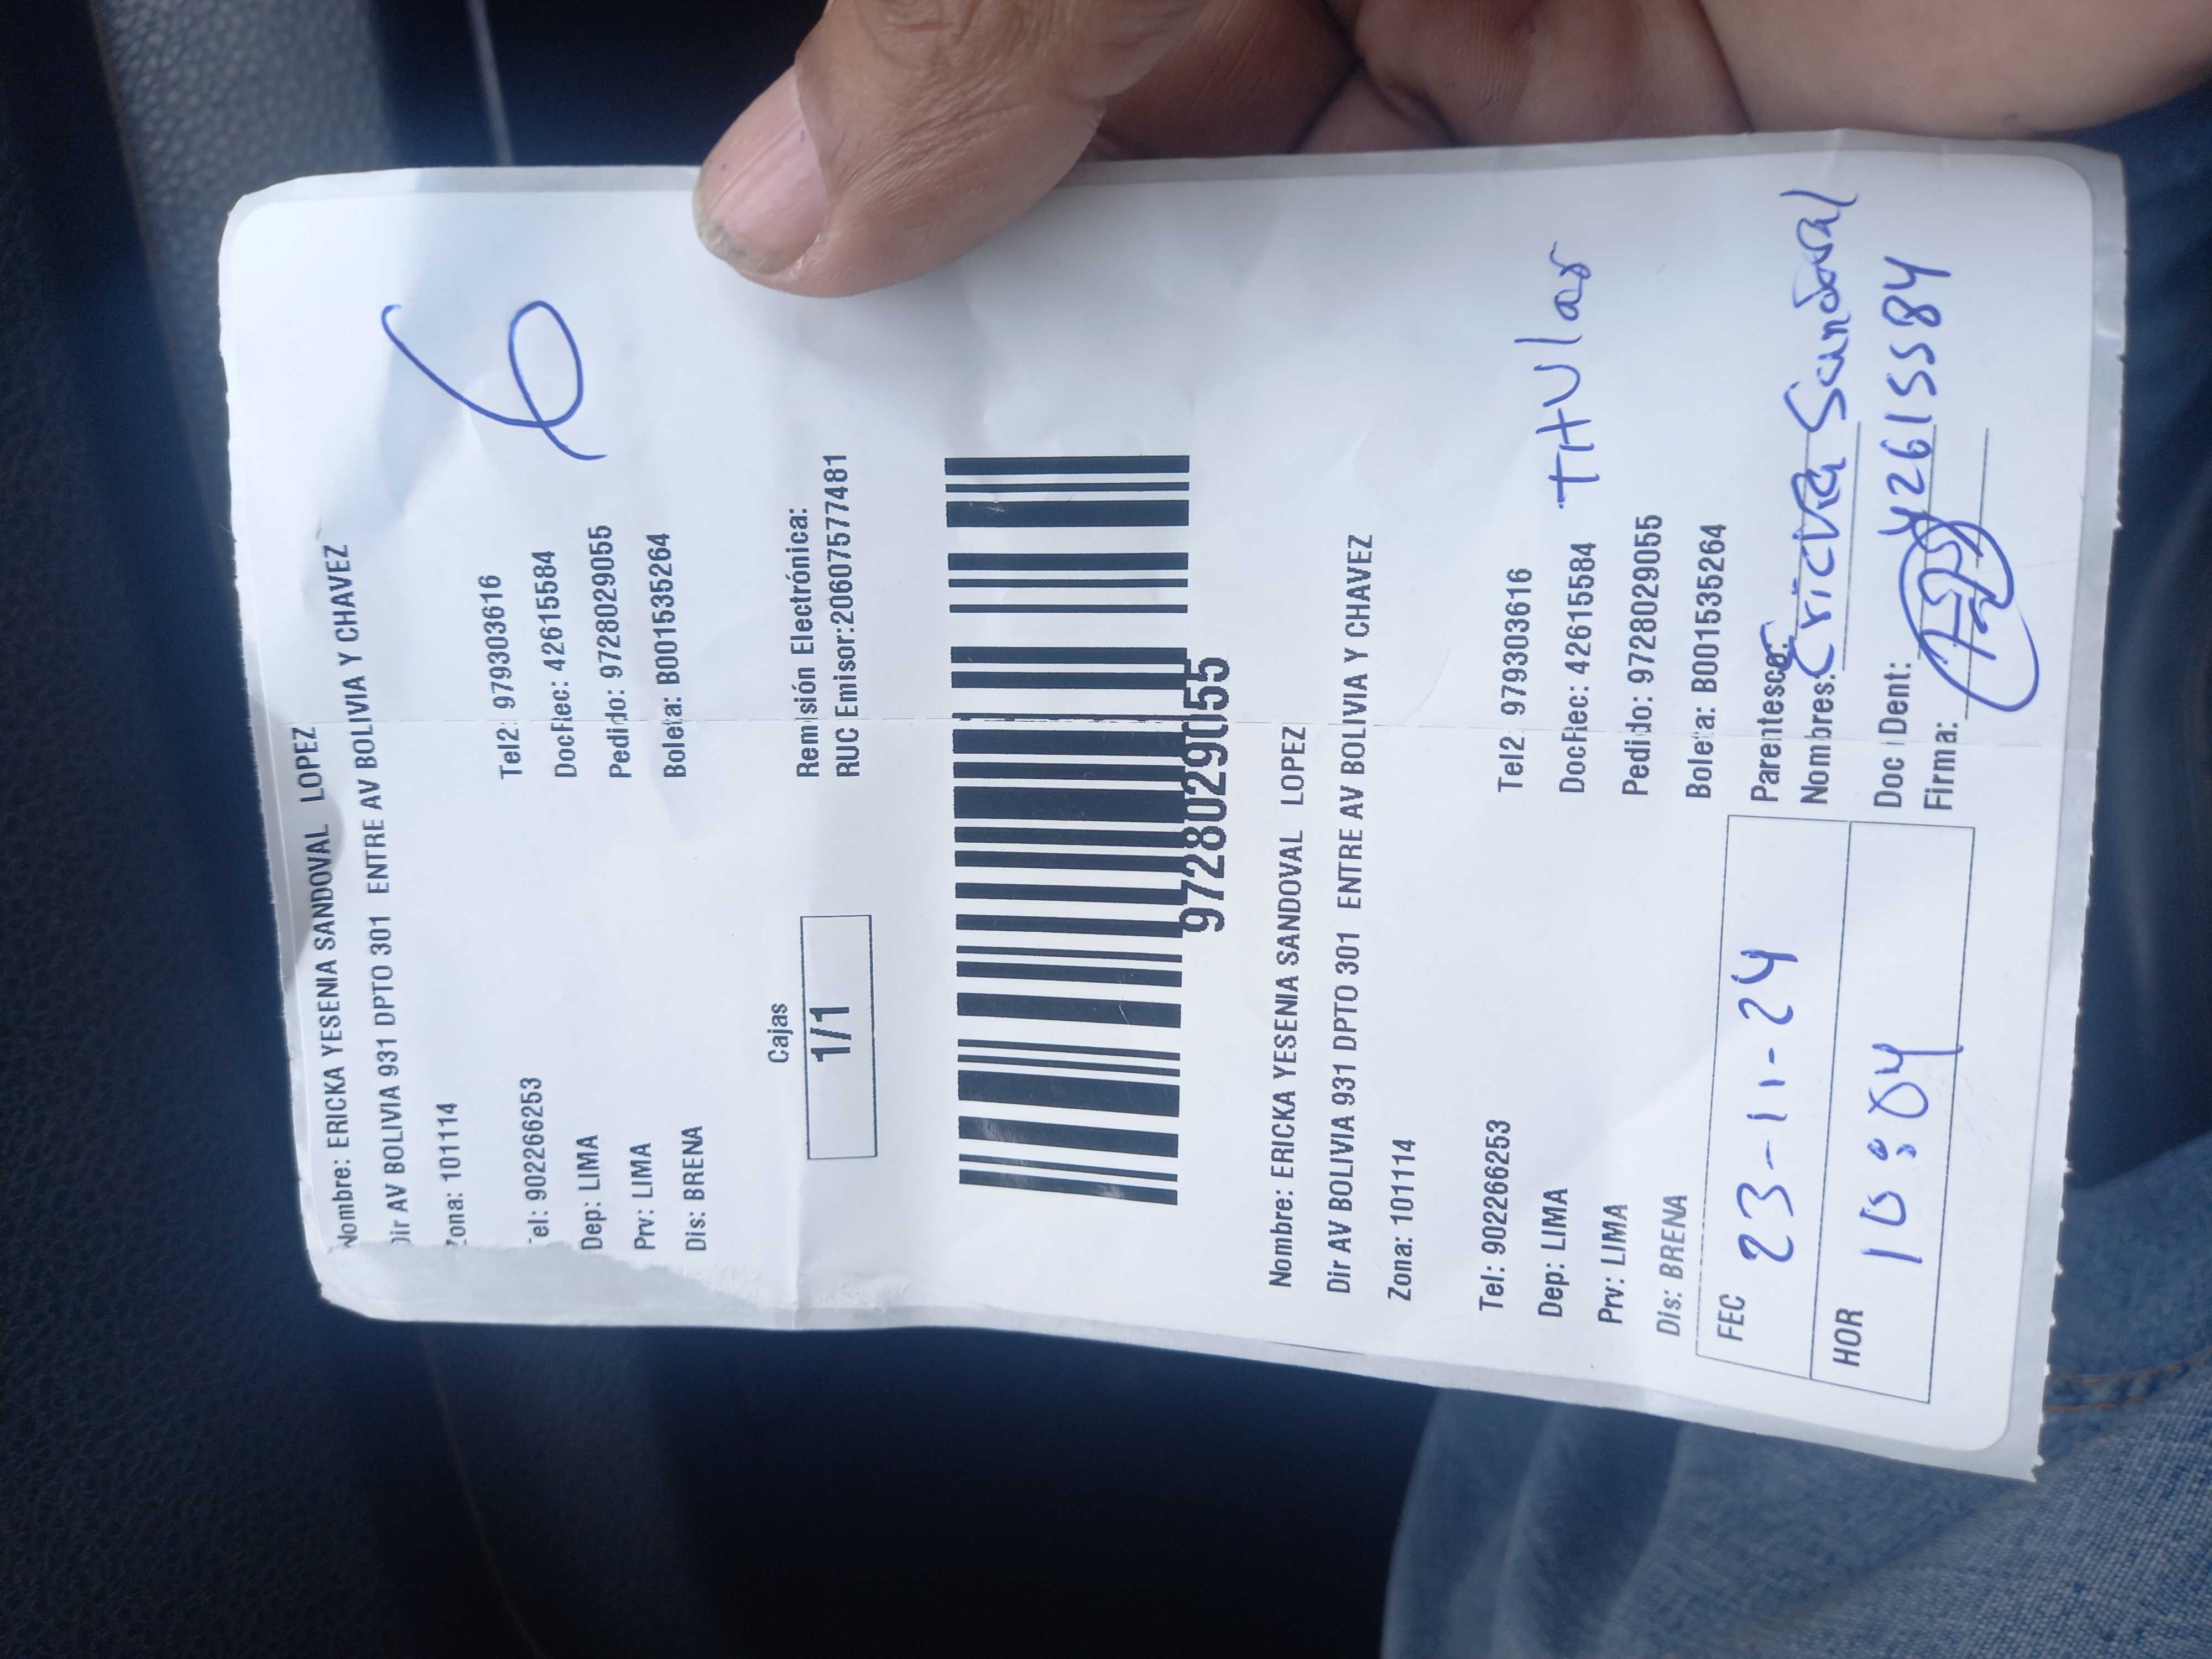 Nombre: ERICKA YESENIA SANDOVAL LOPEZ
Dir AV BOLIVIA 931 DPTO 301 ENTRE AV BOLIVIA Y CHAVEZ
Zona: 101114
6
Tel: 902266253 Tel2: 979303616
Dep: LIMA DocRec: 42615584
Prv: LIMA Pedido: 9728029055
Dis: BRENA Boleta: B001535264
Cajas
1/1
Remisión Electrónica:
RUC Emisor:20607577481
9728029055
Nombre: ERICKA YESENIA SANDOVAL LOPEZ
Dir AV BOLIVIA 931 DPTO 301 ENTRE AV BOLIVIA Y CHAVEZ
Zona: 101114
Tel: 902266253 Tel2: 979303616
Dep: LIMA DocRec: 42615584 Titular
Prv: LIMA Pedido: 9728029055
Dis: BRENA Boleta: B001535264
FEC 23-11-24 Parentesco:
Nombres: Ericka Sandoval
HOR 10:04 Doc Ident: 42615584
Firma: